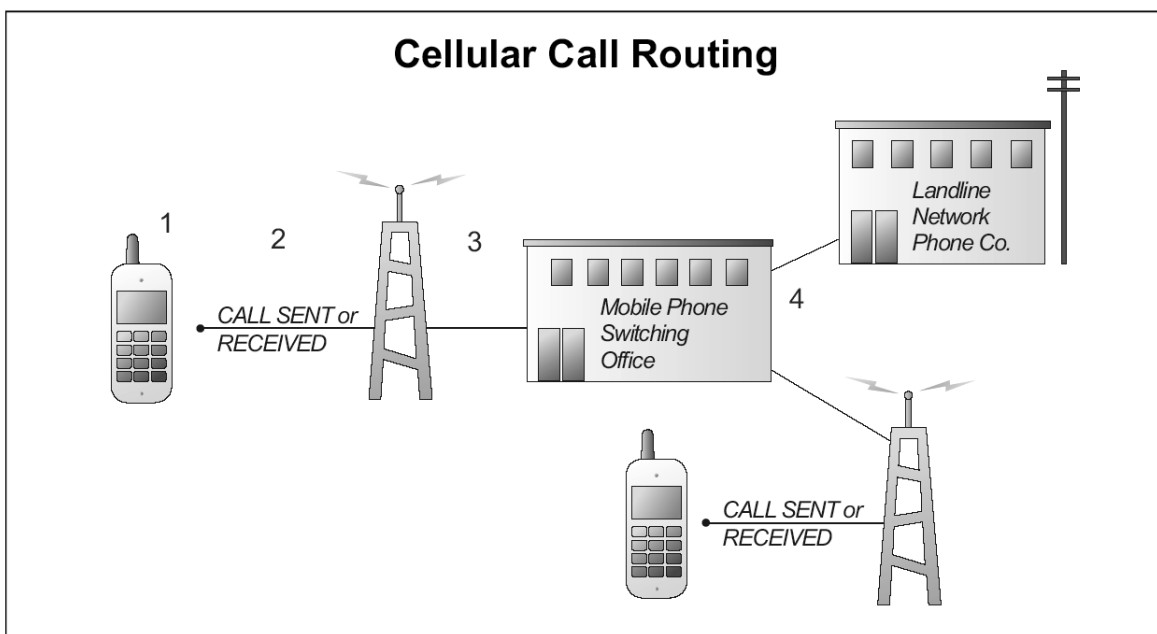 Cellular Call Routing
Landline
Network
Phone Co.
1
2
3
Mobile Phone
Switching
Office
4
CALL SENT or
RECEIVED
CALL SENT or
RECEIVED